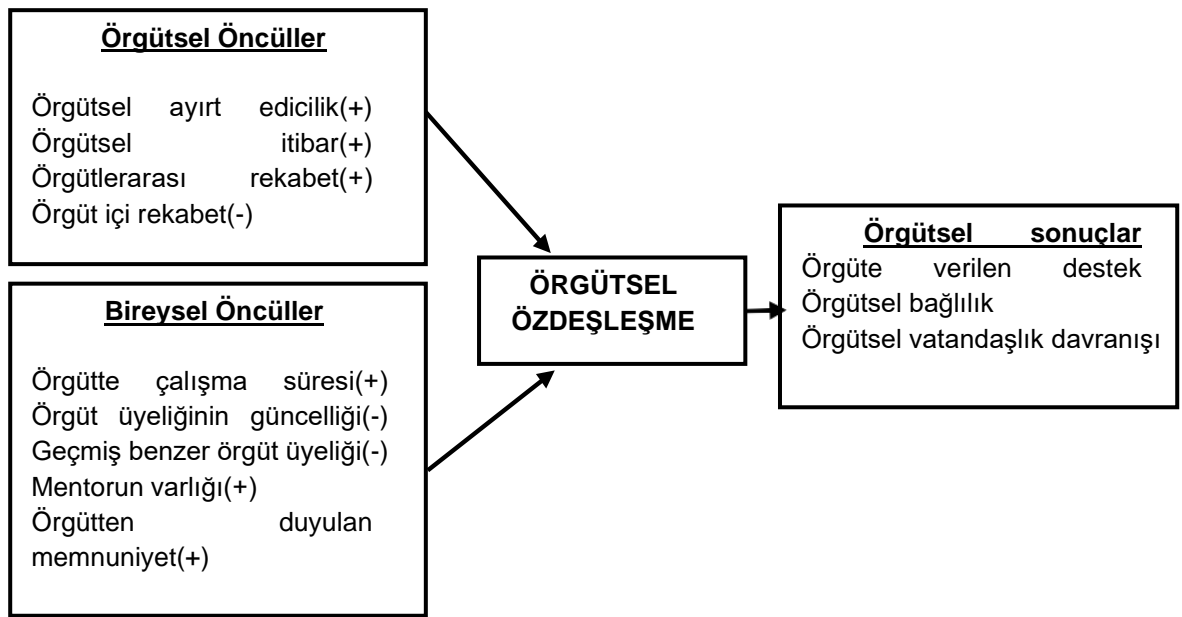 Örgütsel Öncüller
Örgütsel ayırt edicilik(+)
Örgütsel itibar(+)
Örgütlerarası rekabet(+)
Örgüt içi rekabet(-)
Bireysel Öncüller
Örgütte çalışma süresi(+)
Örgüt üyeliğinin güncelliği(-)
Geçmiş benzer örgüt üyeliği(-)
Mentorun varlığı(+)
Örgütten duyulan
memnuniyet(+)
ÖRGÜTSEL
ÖZDEŞLEŞME
Örgütsel sonuçlar
Örgüte verilen destek
Örgütsel bağlılık
Örgütsel vatandaşlık davranışı